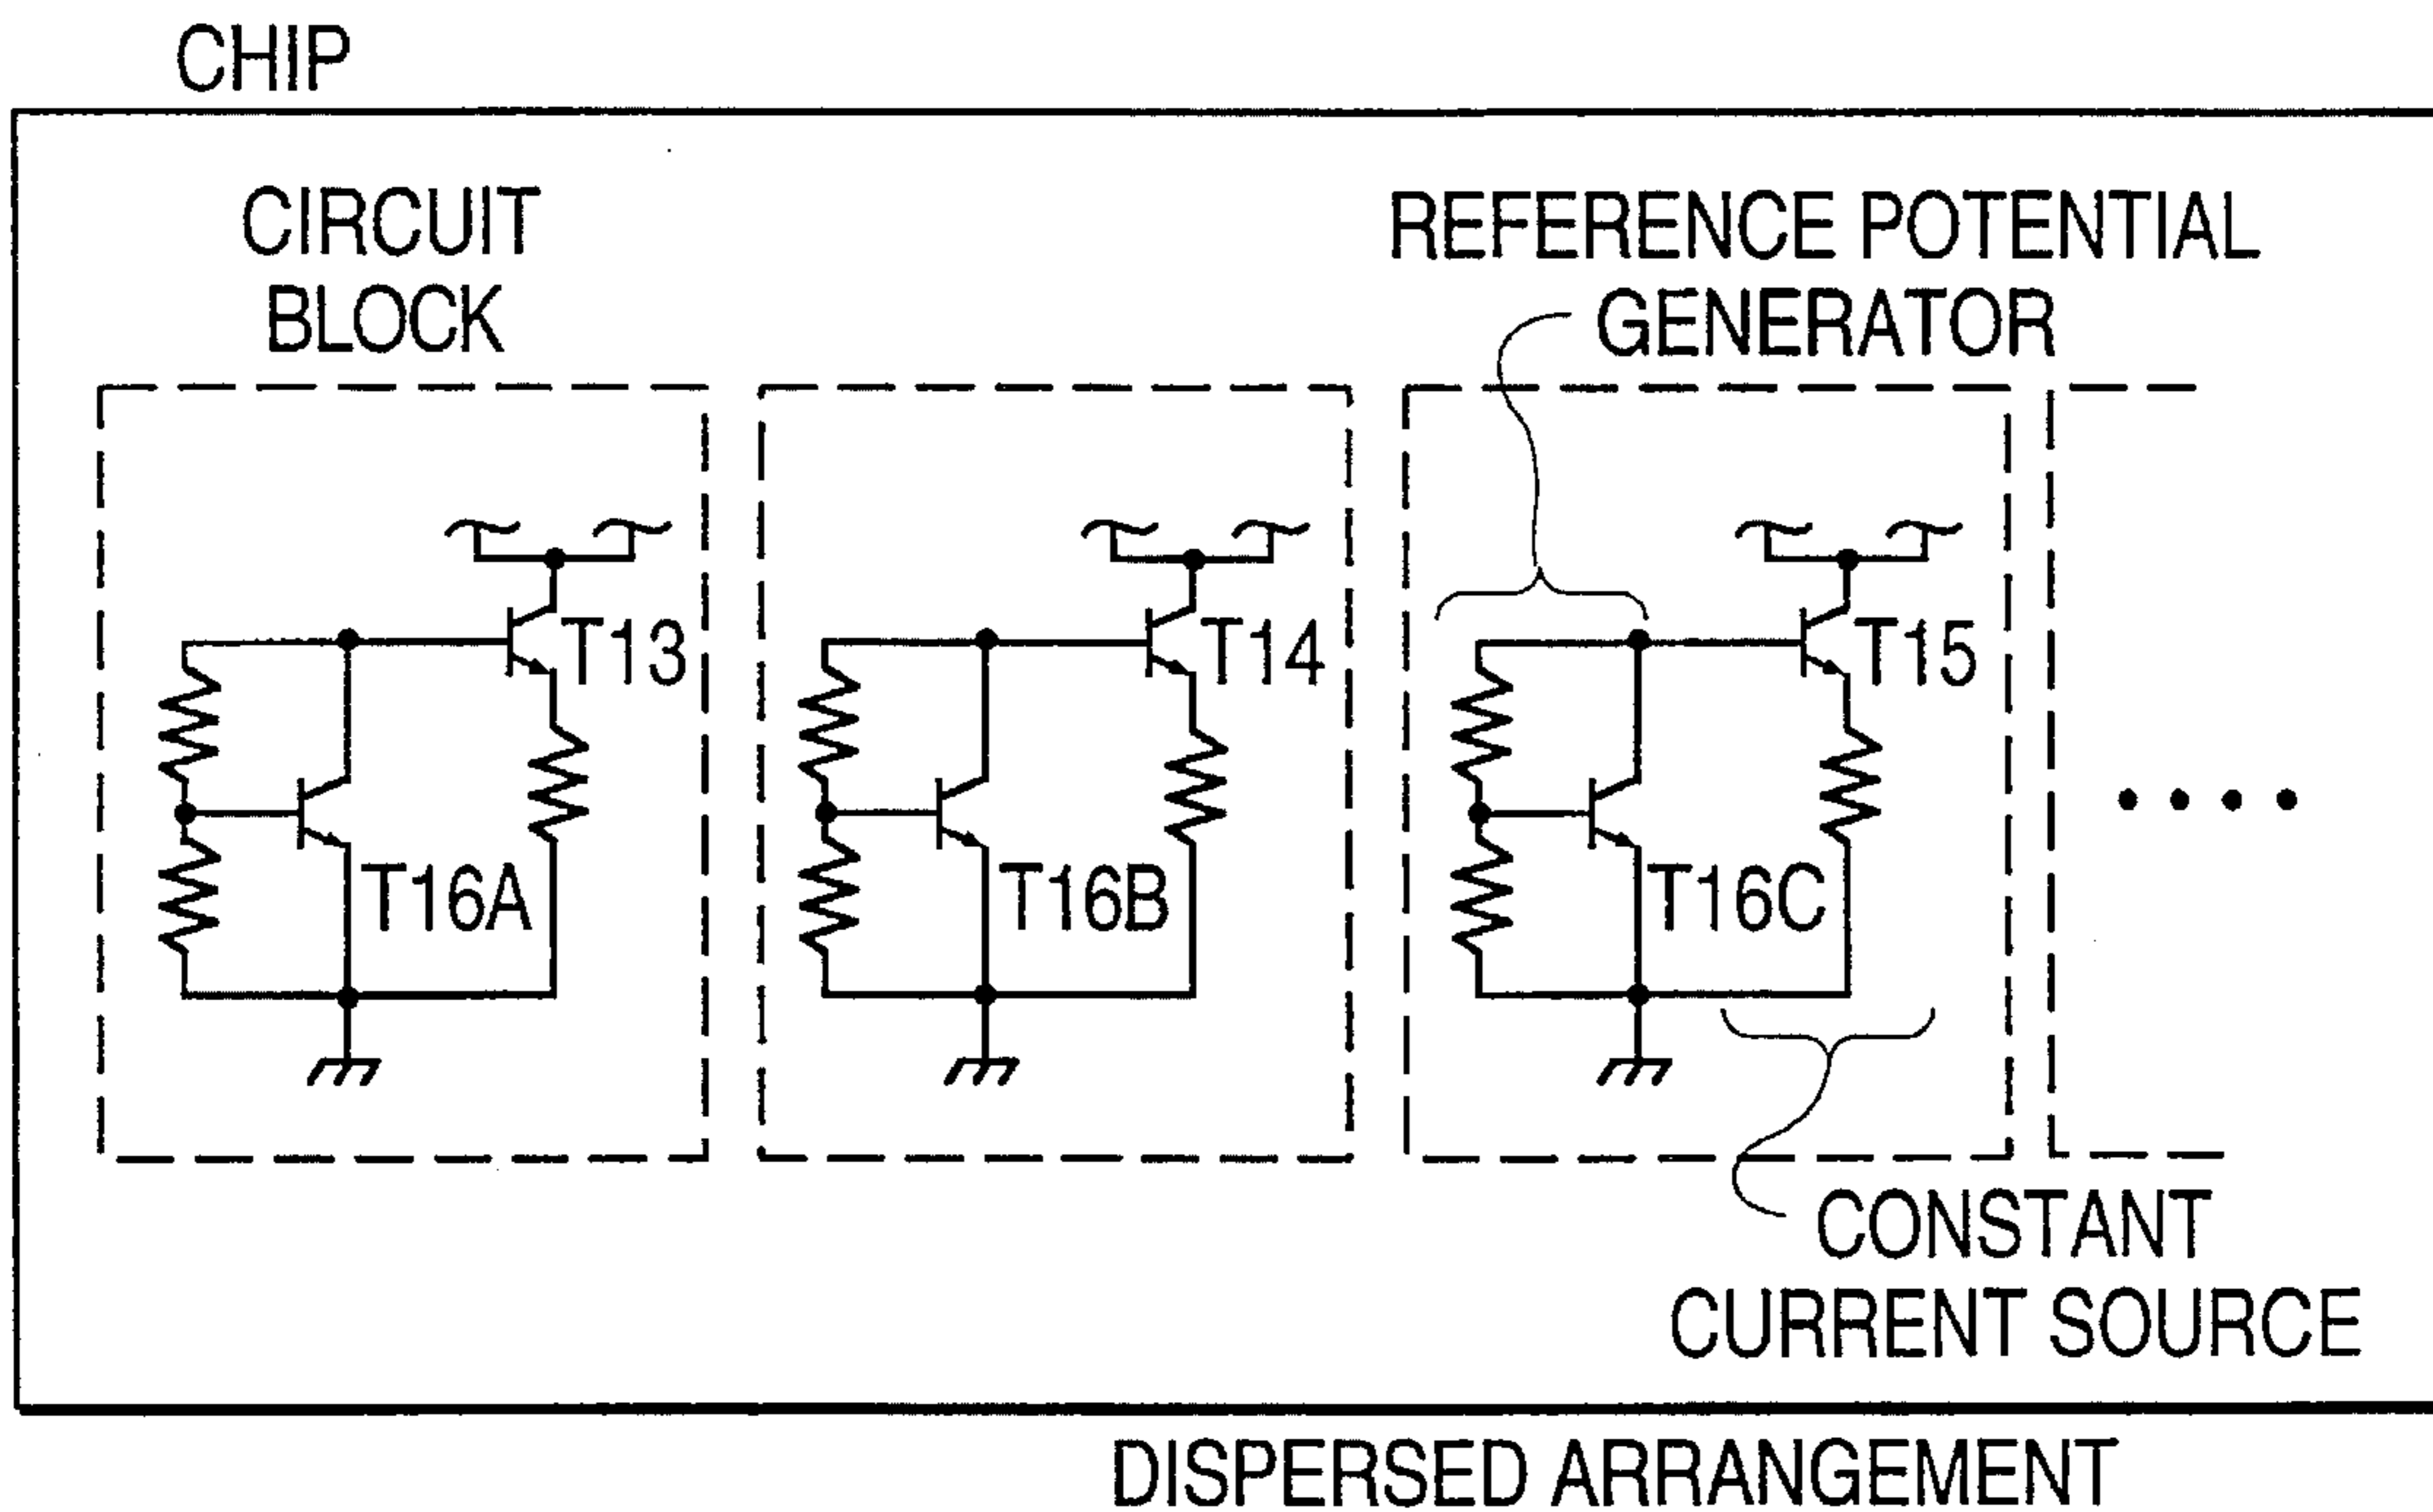 CHIP
CIRCUIT
BLOCK
REFERENCE POTENTIAL
GENERATOR
T13
T14
T15
T16A
T16B
T16C
CONSTANT
CURRENT SOURCE
DISPERSED ARRANGEMENT